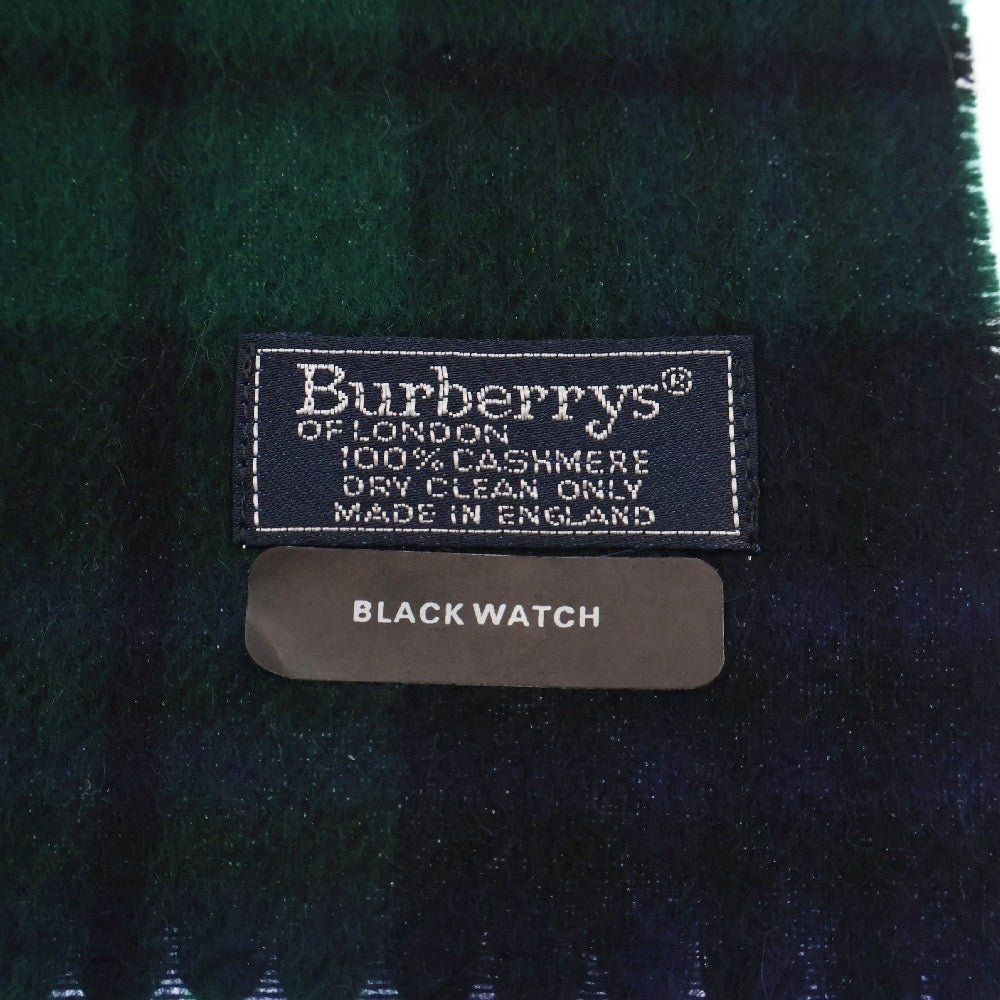 Burberrys®
OF LONDON
100% CASHMERE
DRY CLEAN ONLY
MADE IN ENGLAND
BLACK WATCH